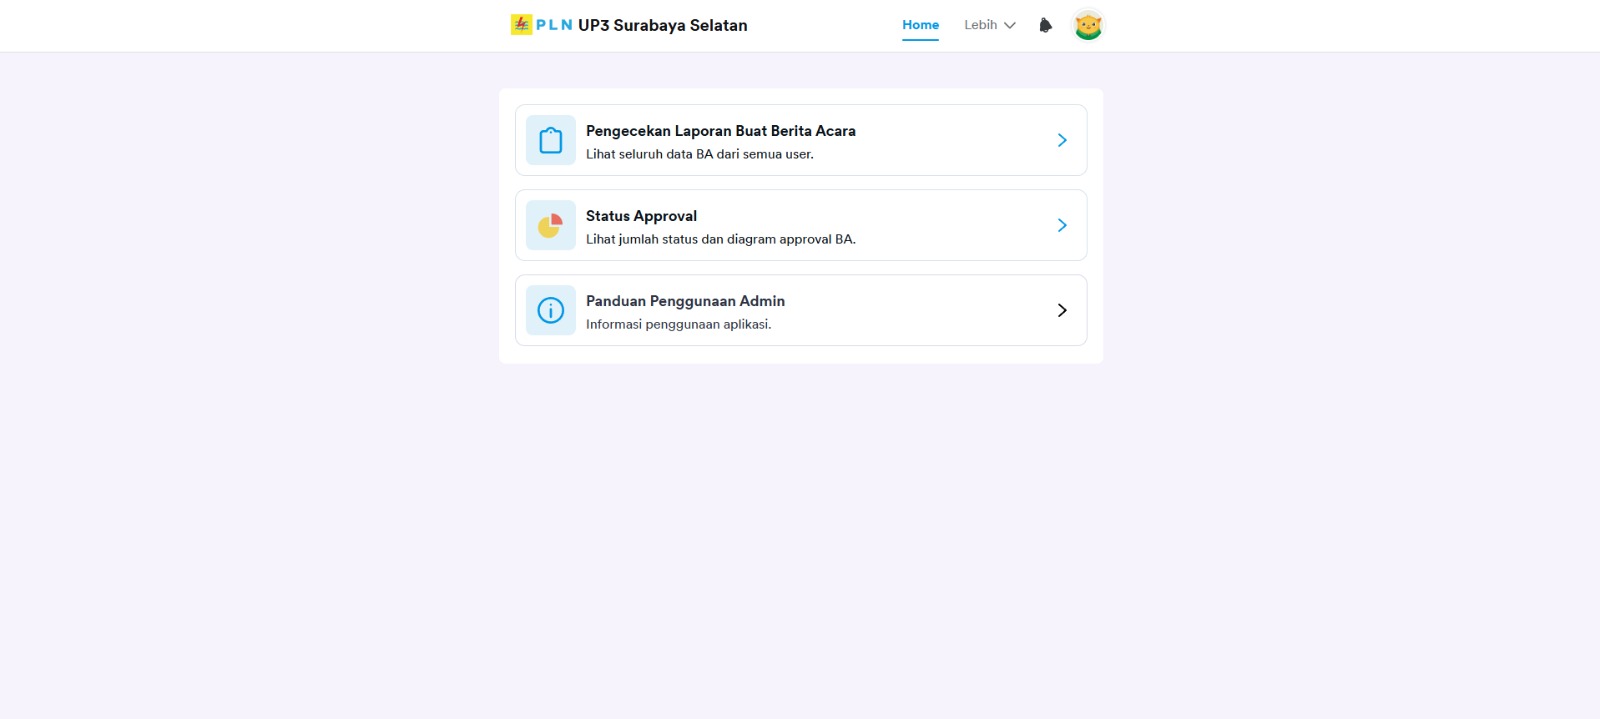 PLN UP3 Surabaya Selatan
Home
Lebih
Pengecekan Laporan Buat Berita Acara
Lihat seluruh data BA dari semua user.
Status Approval
Lihat jumlah status dan diagram approval BA.
Panduan Penggunaan Admin
Informasi penggunaan aplikasi.